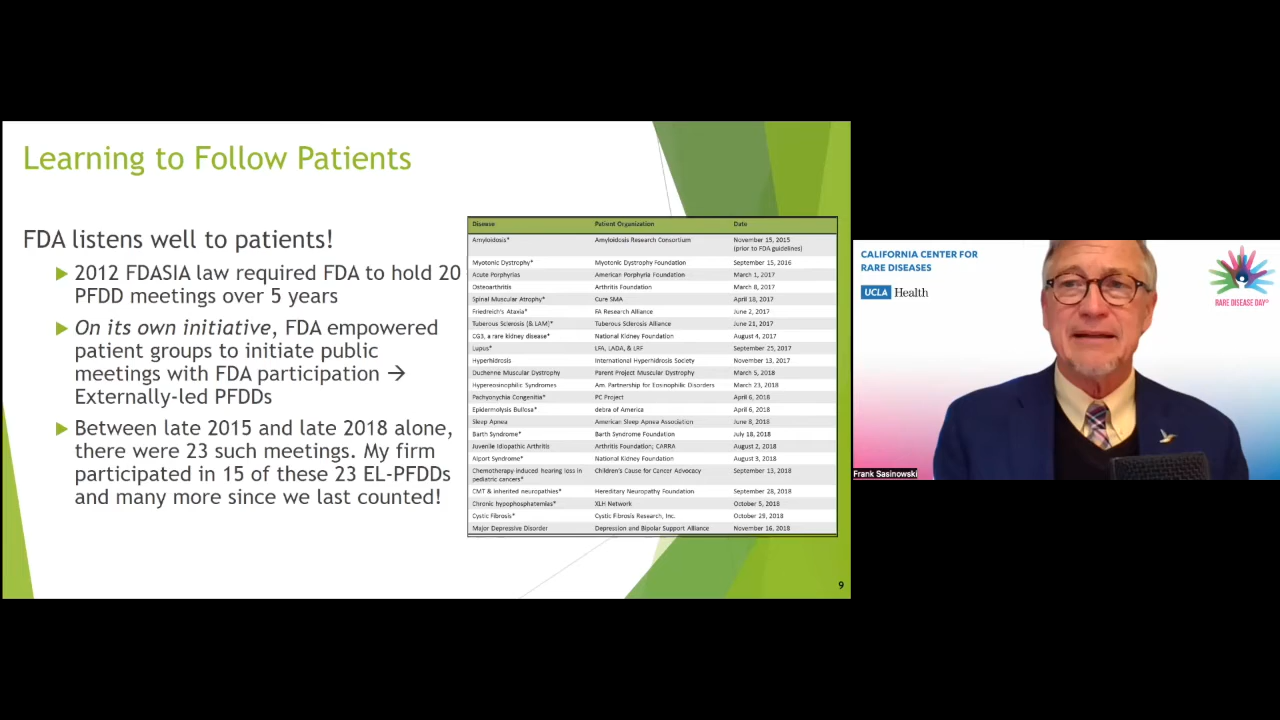 Learning to Follow Patients
FDA listens well to patients!
2012 FDASIA law required FDA to hold 20
PFDD meetings over 5 years
On its own initiative, FDA empowered
patient groups to initiate public
meetings with FDA participation →
Externally-led PFDDs
Between late 2015 and late 2018 alone,
there were 23 such meetings. My firm
participated in 15 of these 23 EL-PFDDs
and many more since we last counted!
Disease Patient Organization Date
Amyloidosis* Amyloidosis Research Consortium November 15, 2015
(prior to FDA guidelines)
Myotonic Dystrophy* Myotonic Dystrophy Foundation September 15, 2016
Acute Porphyrias American Porphyria Foundation March 1, 2017
Osteoarthritis Arthritis Foundation March 8, 2017
Spinal Muscular Atrophy* Cure SMA April 18, 2017
Friedreich's Ataxia* FA Research Alliance June 2, 2017
Tuberous Sclerosis (& LAM)* Tuberous Sclerosis Alliance June 21, 2017
CG3, a rare kidney disease* National Kidney Foundation August 4, 2017
Lupus* LFA, LADA, & LRF September 25, 2017
Hyperhidrosis International Hyperhidrosis Society November 13, 2017
Duchenne Muscular Dystrophy Parent Project Muscular Dystrophy March 5, 2018
Hypereosinophilic Syndromes Am. Partnership for Eosinophilic Disorders March 23, 2018
Pachyonychia Congenitia* PC Project April 6, 2018
Epidermolysis Bullosa* debra of America April 6, 2018
Sleep Apnea American Sleep Apnea Association June 8, 2018
Barth Syndrome* Barth Syndrome Foundation July 18, 2018
Juvenile Idiopathic Arthritis Arthritis Foundation; CARRA August 2, 2018
Alport Syndrome* National Kidney Foundation August 3, 2018
Chemotherapy-induced hearing loss in Children's Cause for Cancer Advocacy September 13, 2018
pediatric cancers*
CMT & inherited neuropathies* Hereditary Neuropathy Foundation September 28, 2018
Chronic hypophosphatemias* XLH Network October 5, 2018
Cystic Fibrosis* Cystic Fibrosis Research, Inc. October 29, 2018
Major Depressive Disorder Depression and Bipolar Support Alliance November 16, 2018
9
CALIFORNIA CENTER FOR
RARE DISEASES
UCLA Health
RARE DISEASE DAY®
Frank Sasinowski